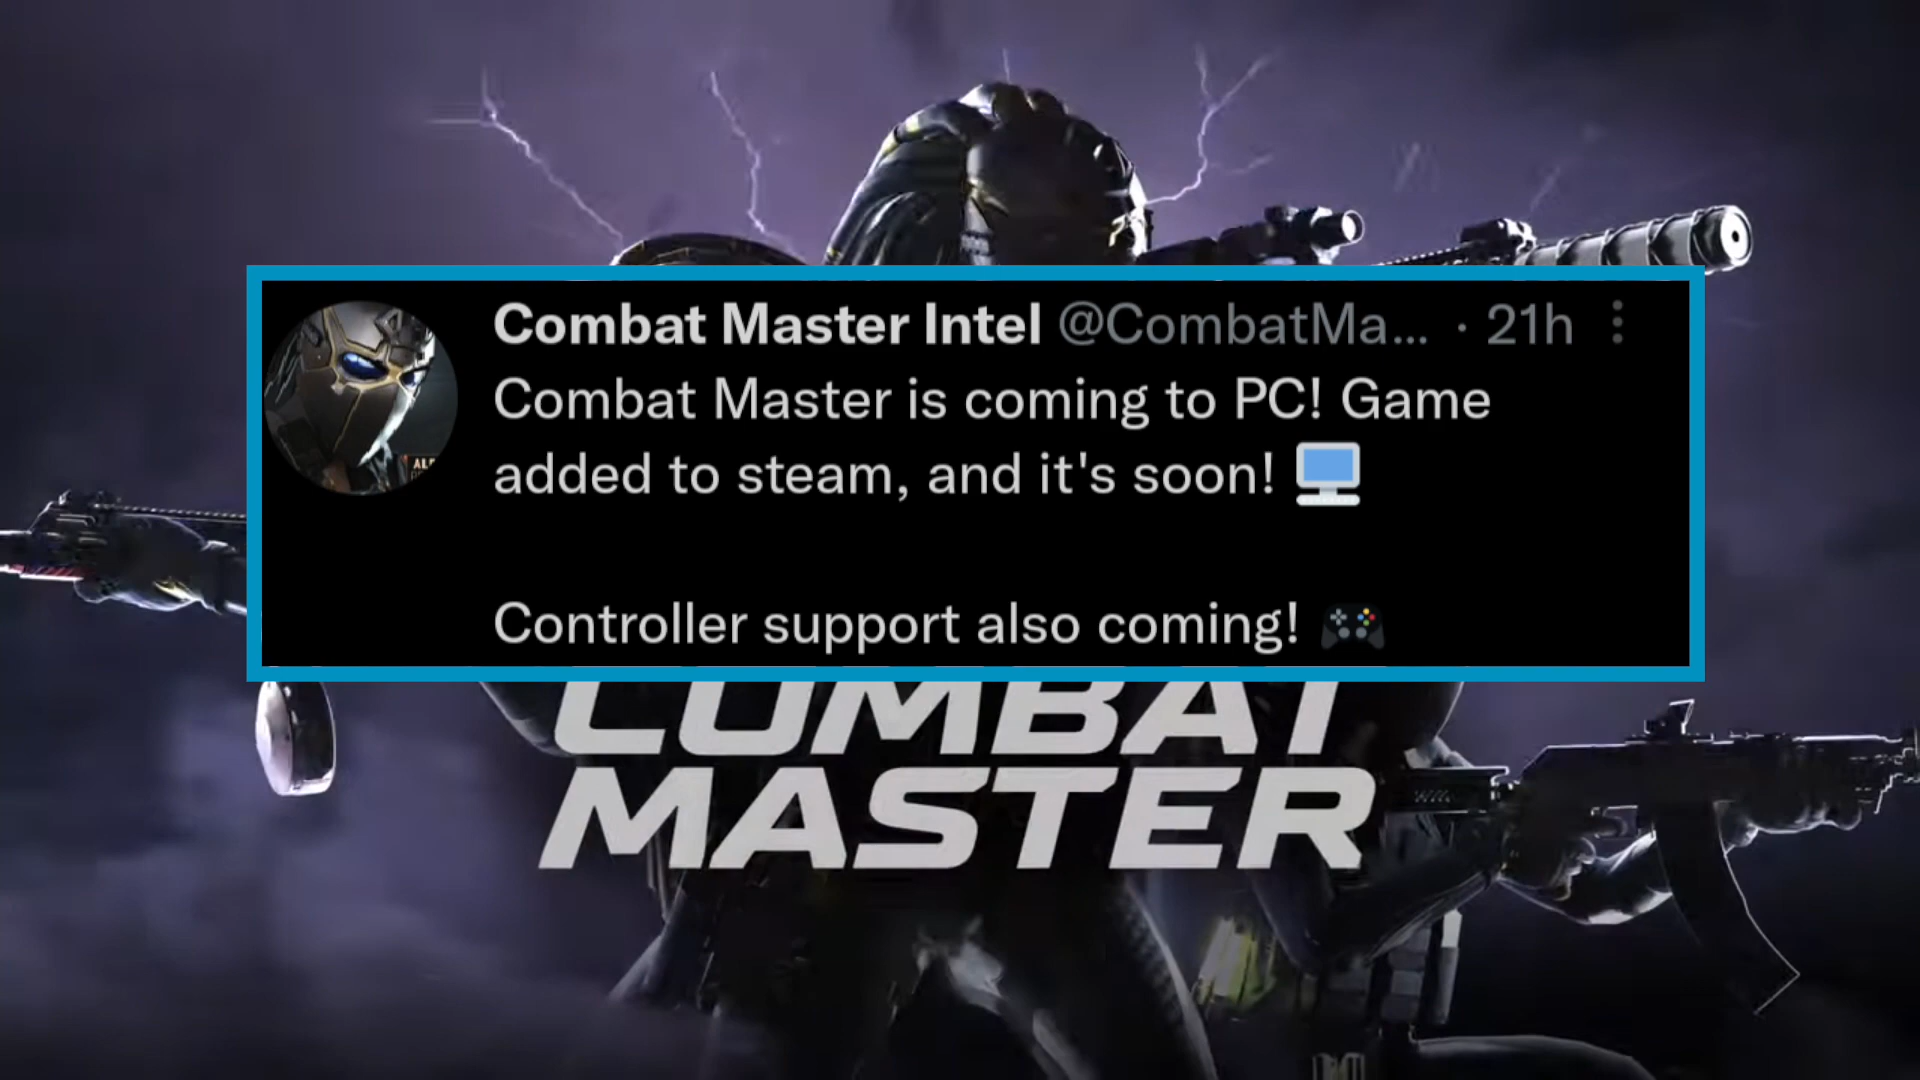 Combat Master Intel @CombatMa... · 21h
Combat Master is coming to PC! Game
added to steam, and it's soon! 🖥️
Controller support also coming! 🎮
COMBAT
MASTER